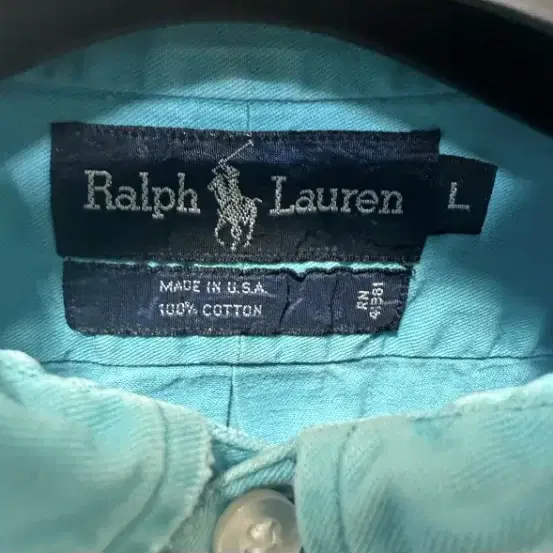 Ralph Lauren
L
MADE IN U.S.A.
100% COTTON
RN
41381